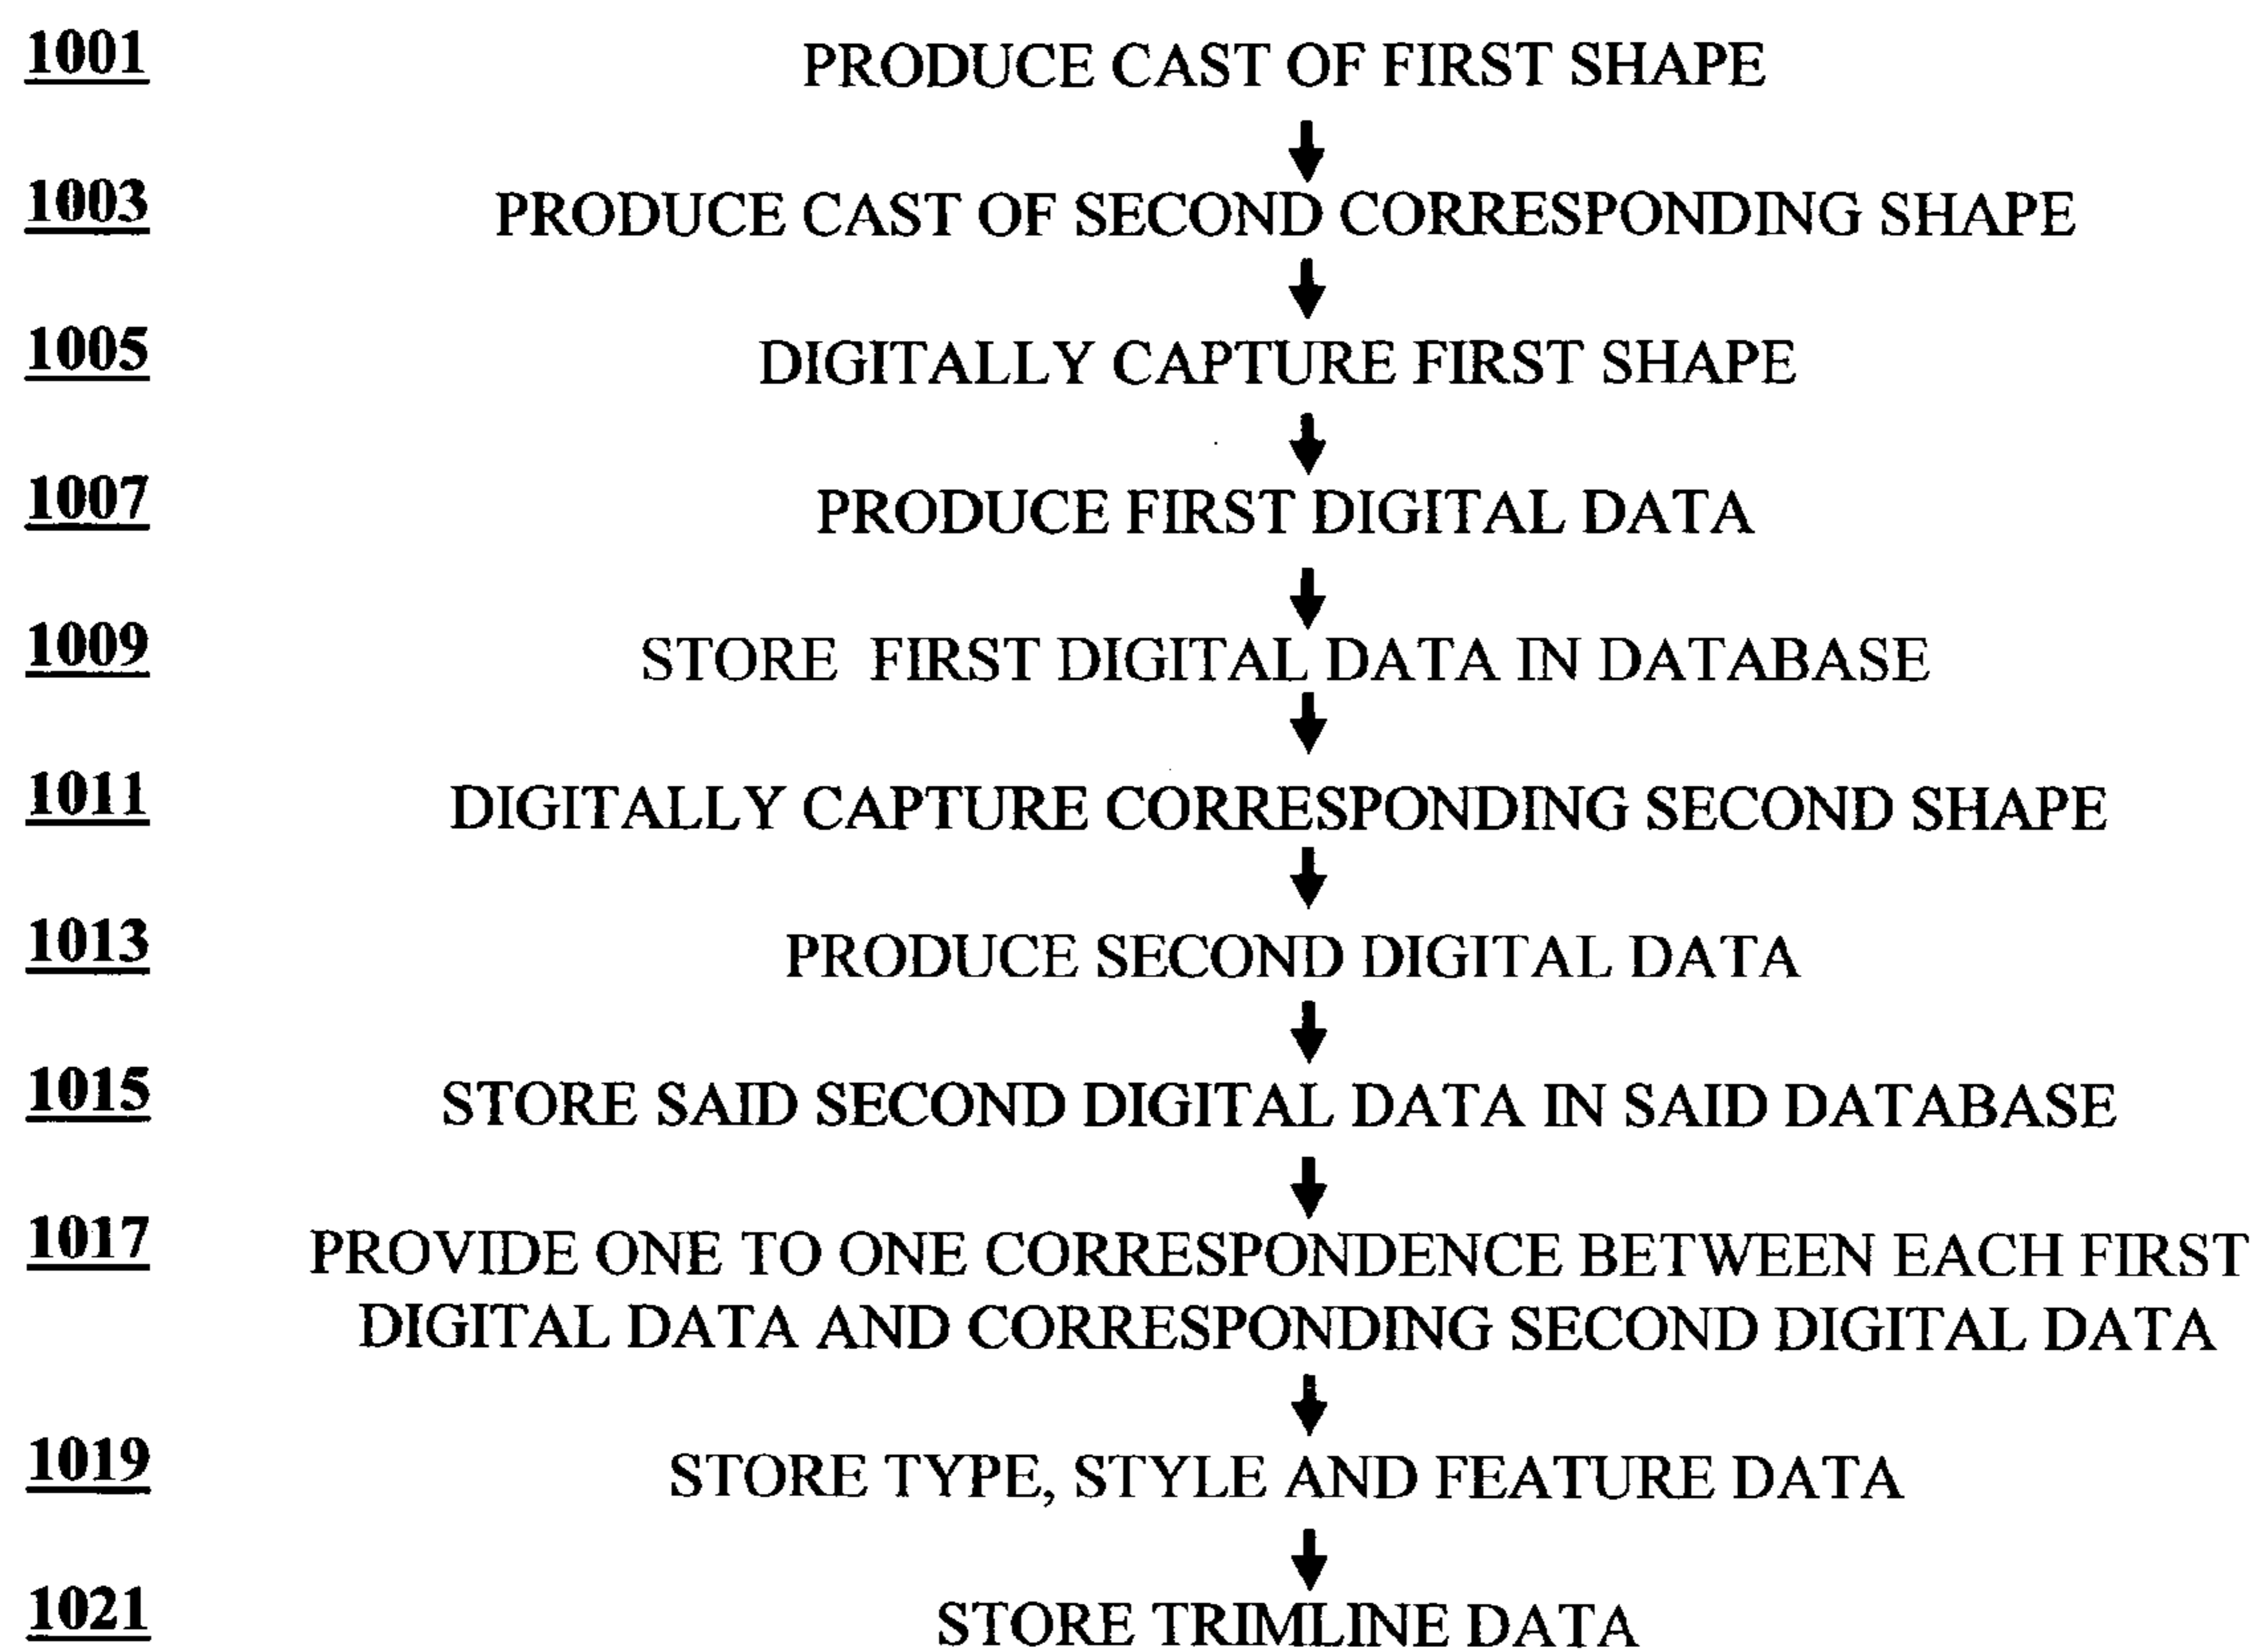 1001 PRODUCE CAST OF FIRST SHAPE
1003 PRODUCE CAST OF SECOND CORRESPONDING SHAPE
1005 DIGITALLY CAPTURE FIRST SHAPE
1007 PRODUCE FIRST DIGITAL DATA
1009 STORE FIRST DIGITAL DATA IN DATABASE
1011 DIGITALLY CAPTURE CORRESPONDING SECOND SHAPE
1013 PRODUCE SECOND DIGITAL DATA
1015 STORE SAID SECOND DIGITAL DATA IN SAID DATABASE
1017 PROVIDE ONE TO ONE CORRESPONDENCE BETWEEN EACH FIRST
DIGITAL DATA AND CORRESPONDING SECOND DIGITAL DATA
1019 STORE TYPE, STYLE AND FEATURE DATA
1021 STORE TRIMLINE DATA